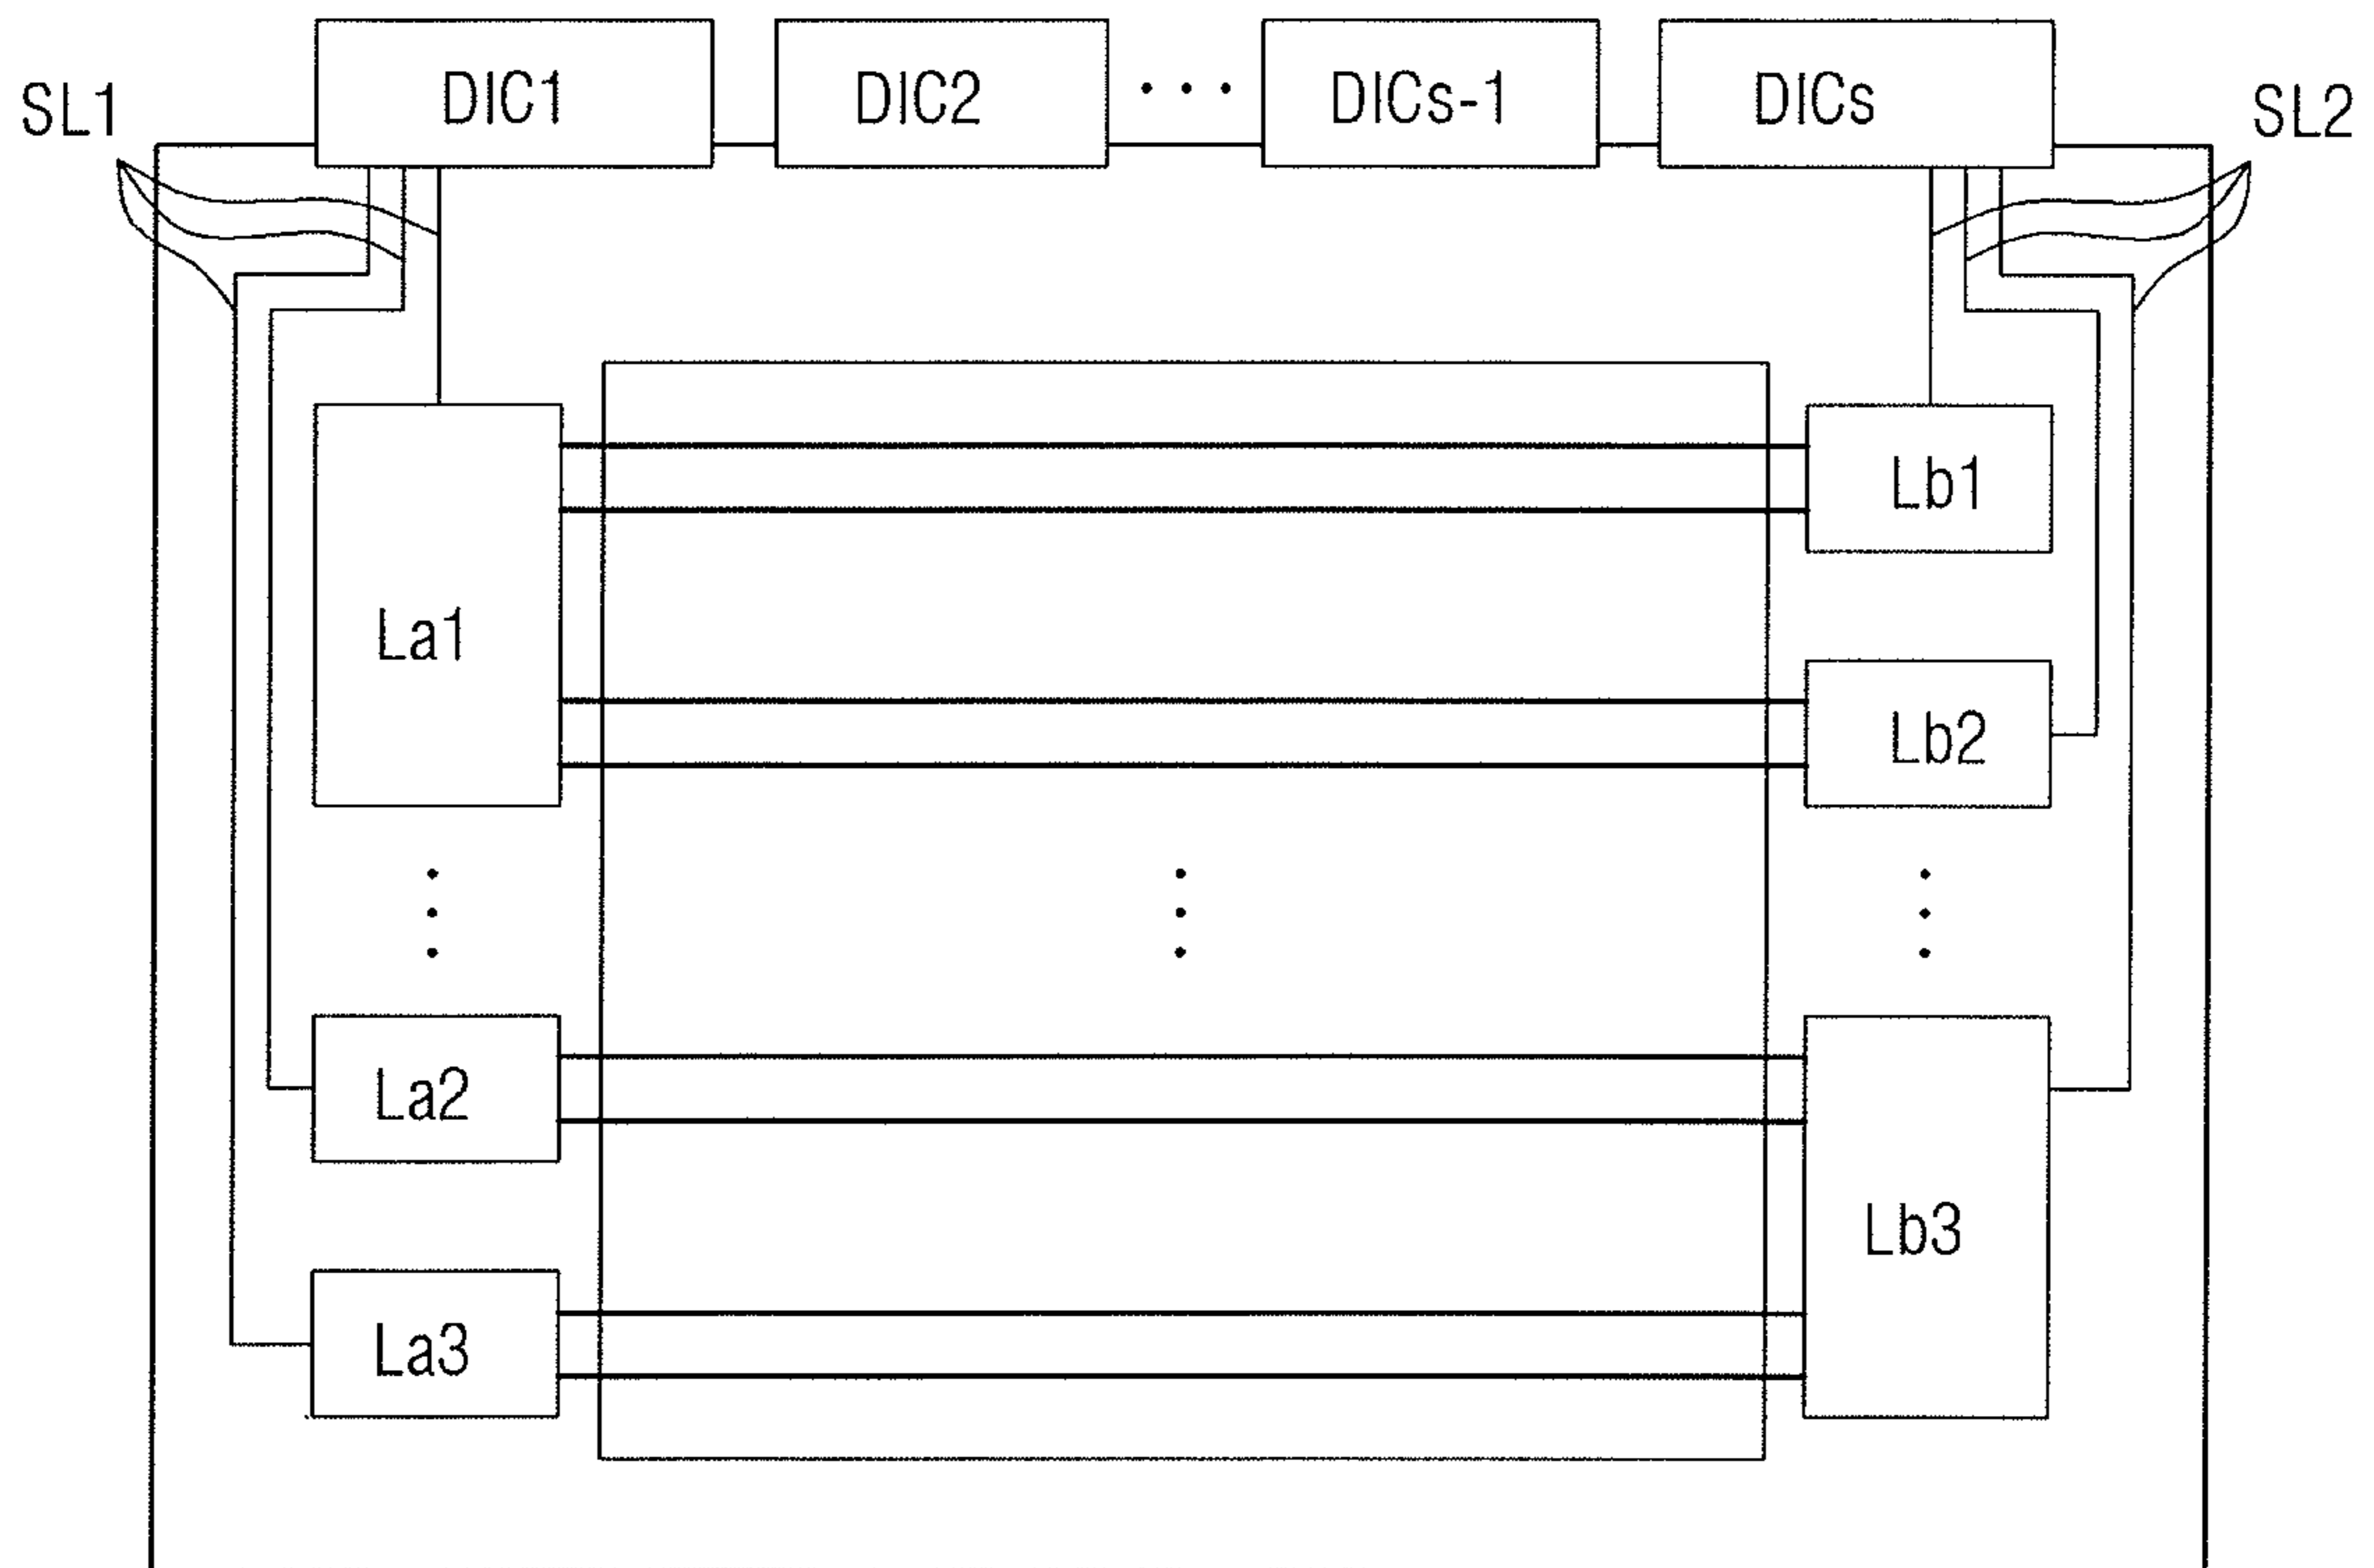 SL1
DIC1
DIC2
. . .
DICs-1
DICs
SL2
La1
Lb1
Lb2
La2
Lb3
La3